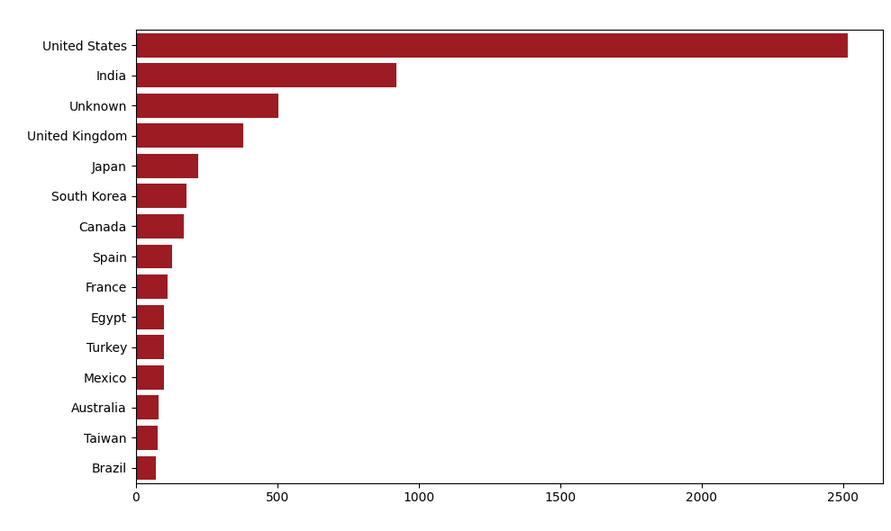 United States
India
Unknown
United Kingdom
Japan
South Korea
Canada
Spain
France
Egypt
Turkey
Mexico
Australia
Taiwan
Brazil
0 500 1000 1500 2000 2500